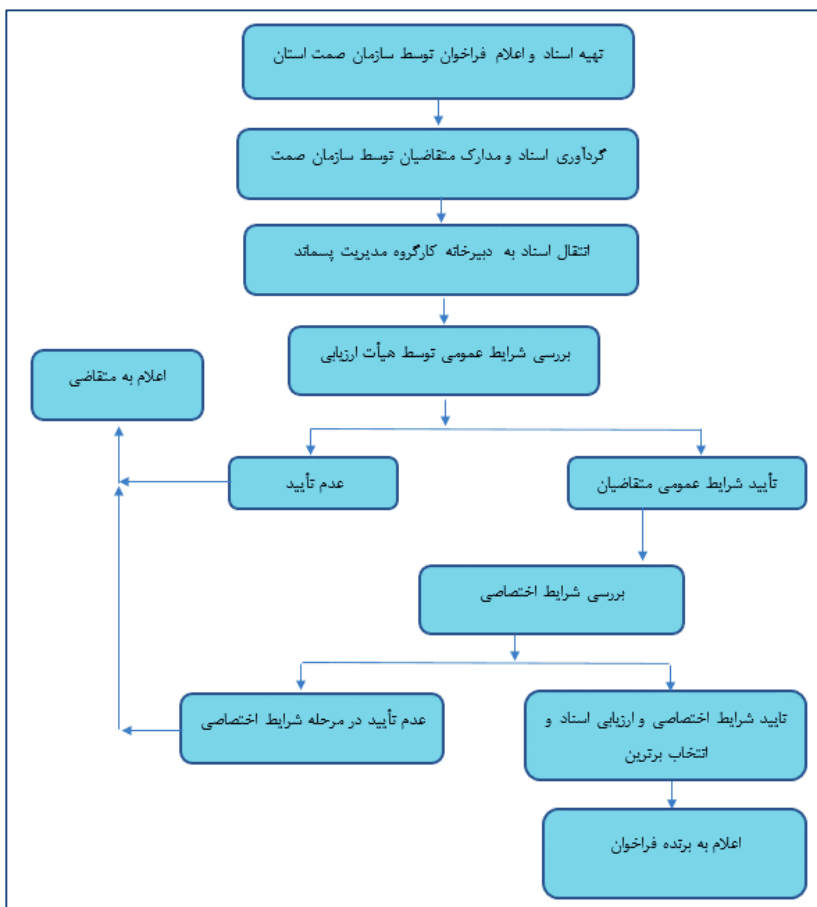 تهیه اسناد و اعلام فراخوان توسط سازمان صمت استان
گردآوری اسناد و مدارک متقاضیان توسط سازمان صمت
انتقال اسناد به دبیرخانه کارگروه مدیریت پسماند
بررسی شرایط عمومی توسط هیأت ارزیابی
اعلام به متقاضی
تأیید شرایط عمومی متقاضیان
عدم تأیید
بررسی شرایط اختصاصی
تایید شرایط اختصاصی و ارزیابی اسناد و
انتخاب برترین
عدم تأیید در مرحله شرایط اختصاصی
اعلام به برنده فراخوان